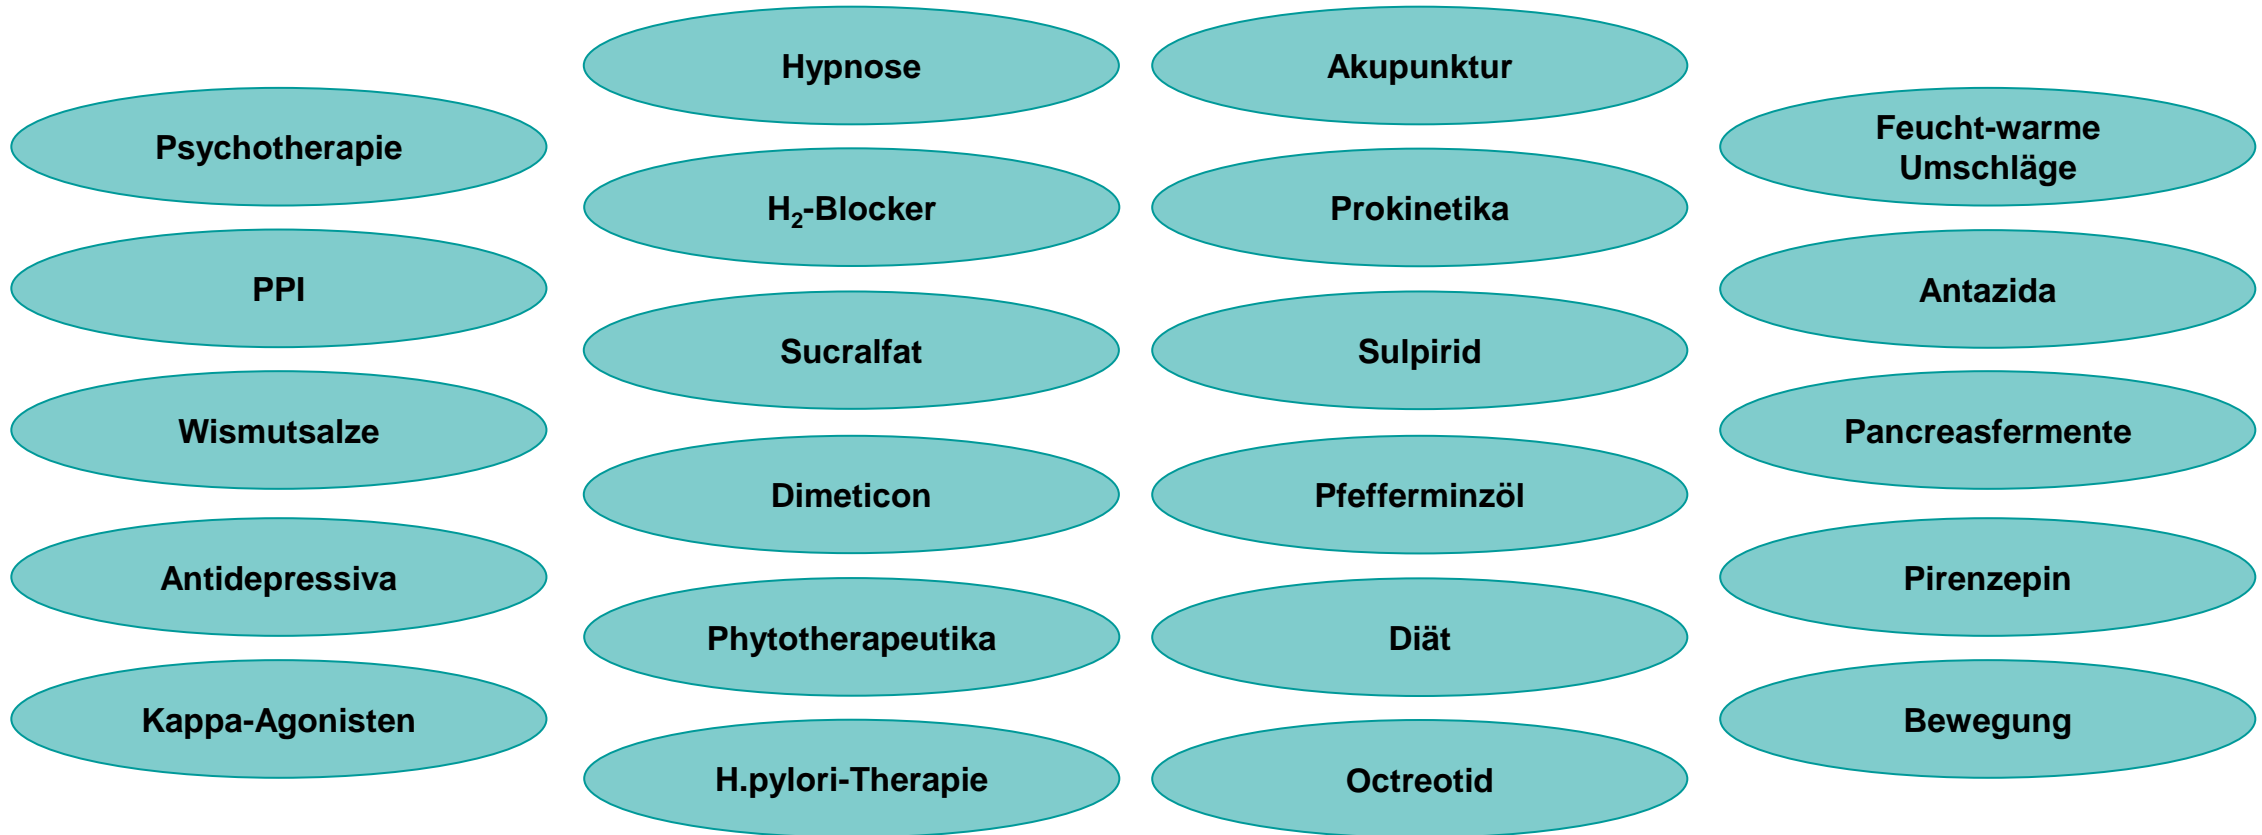 Psychotherapie
PPI
Wismutsalze
Antidepressiva
Kappa-Agonisten
Hypnose
H₂-Blocker
Sucralfat
Dimeticon
Phytotherapeutika
H.pylori-Therapie
Akupunktur
Prokinetika
Sulpirid
Pfefferminzöl
Diät
Octreotid
Feucht-warme
Umschläge
Antazida
Pancreasfermente
Pirenzepin
Bewegung